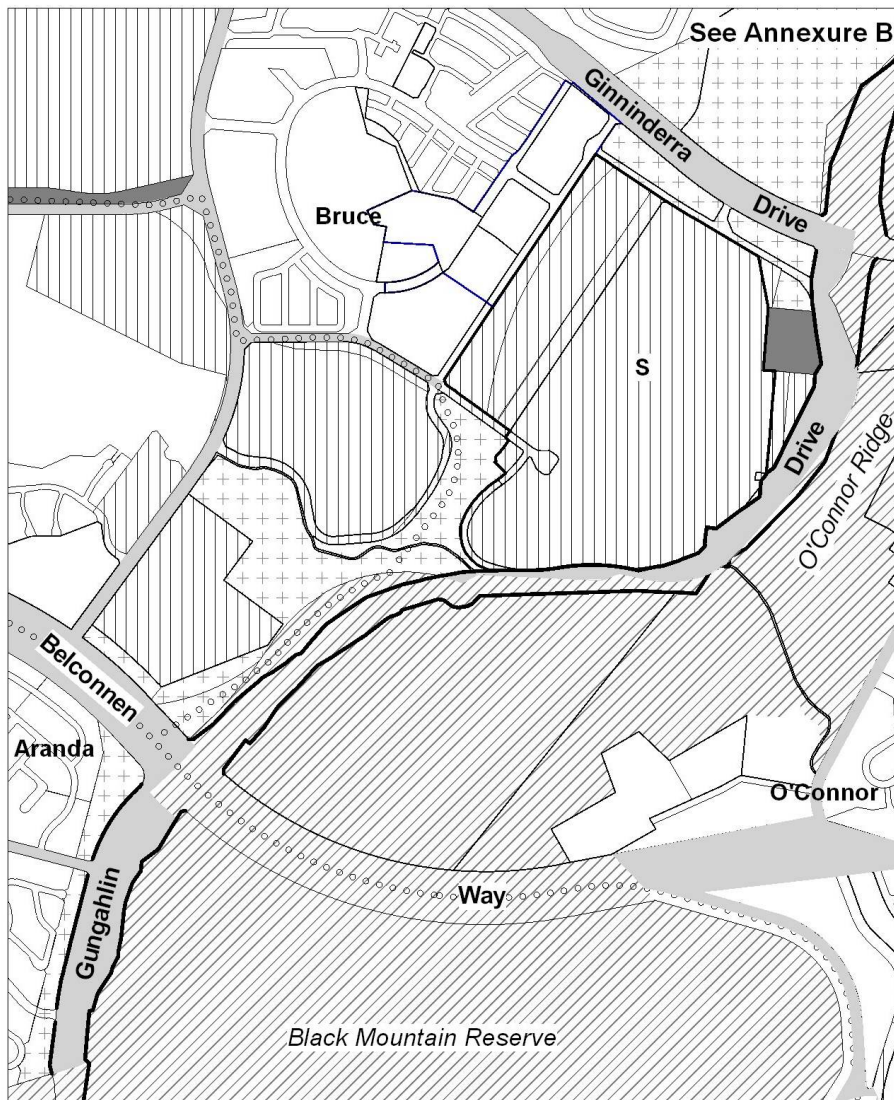 See Annexure B
Ginninderra
Drive
Bruce
S
Drive
O'Connor Ridge
Belconnen
Aranda
O'Connor
Way
Gungahlin
Black Mountain Reserve